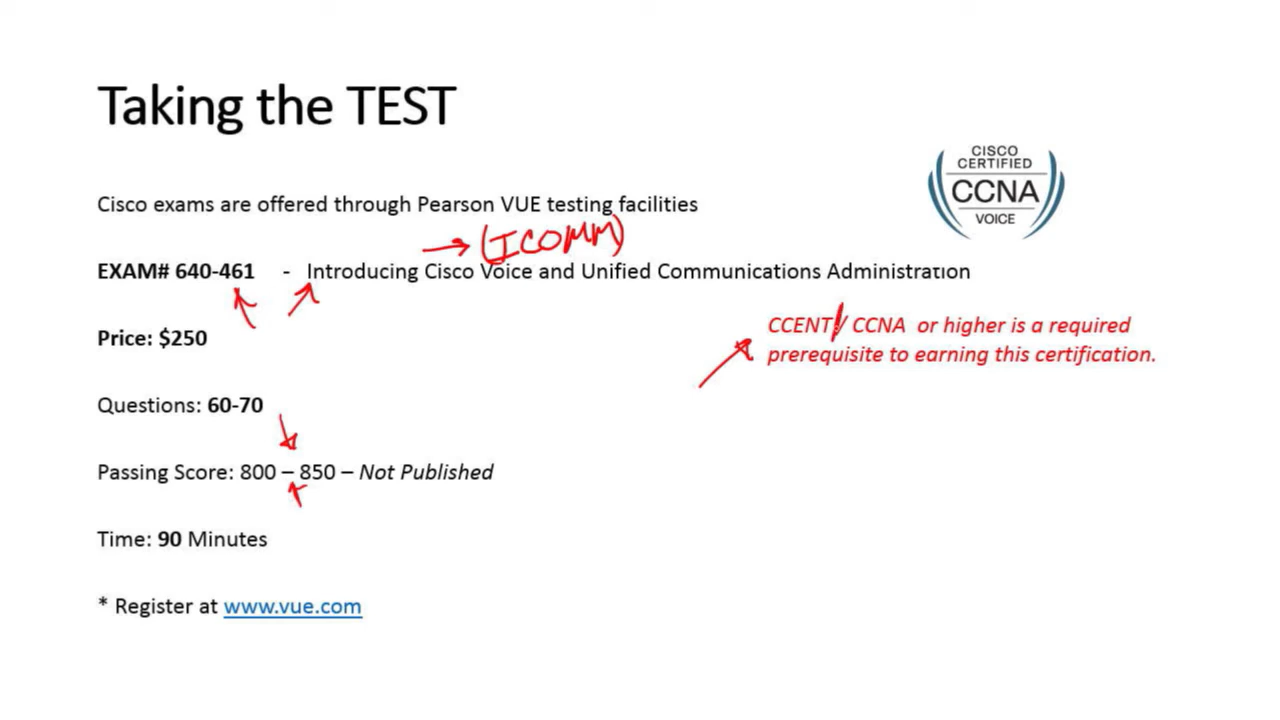 Taking the TEST
CISCO
CERTIFIED
CCNA
VOICE
Cisco exams are offered through Pearson VUE testing facilities
(ICOMM)
EXAM# 640-461 - Introducing Cisco Voice and Unified Communications Administration
CCENT/ CCNA or higher is a required
prerequisite to earning this certification.
Price: $250
Questions: 60-70
Passing Score: 800 – 850 – Not Published
Time: 90 Minutes
* Register at www.vue.com